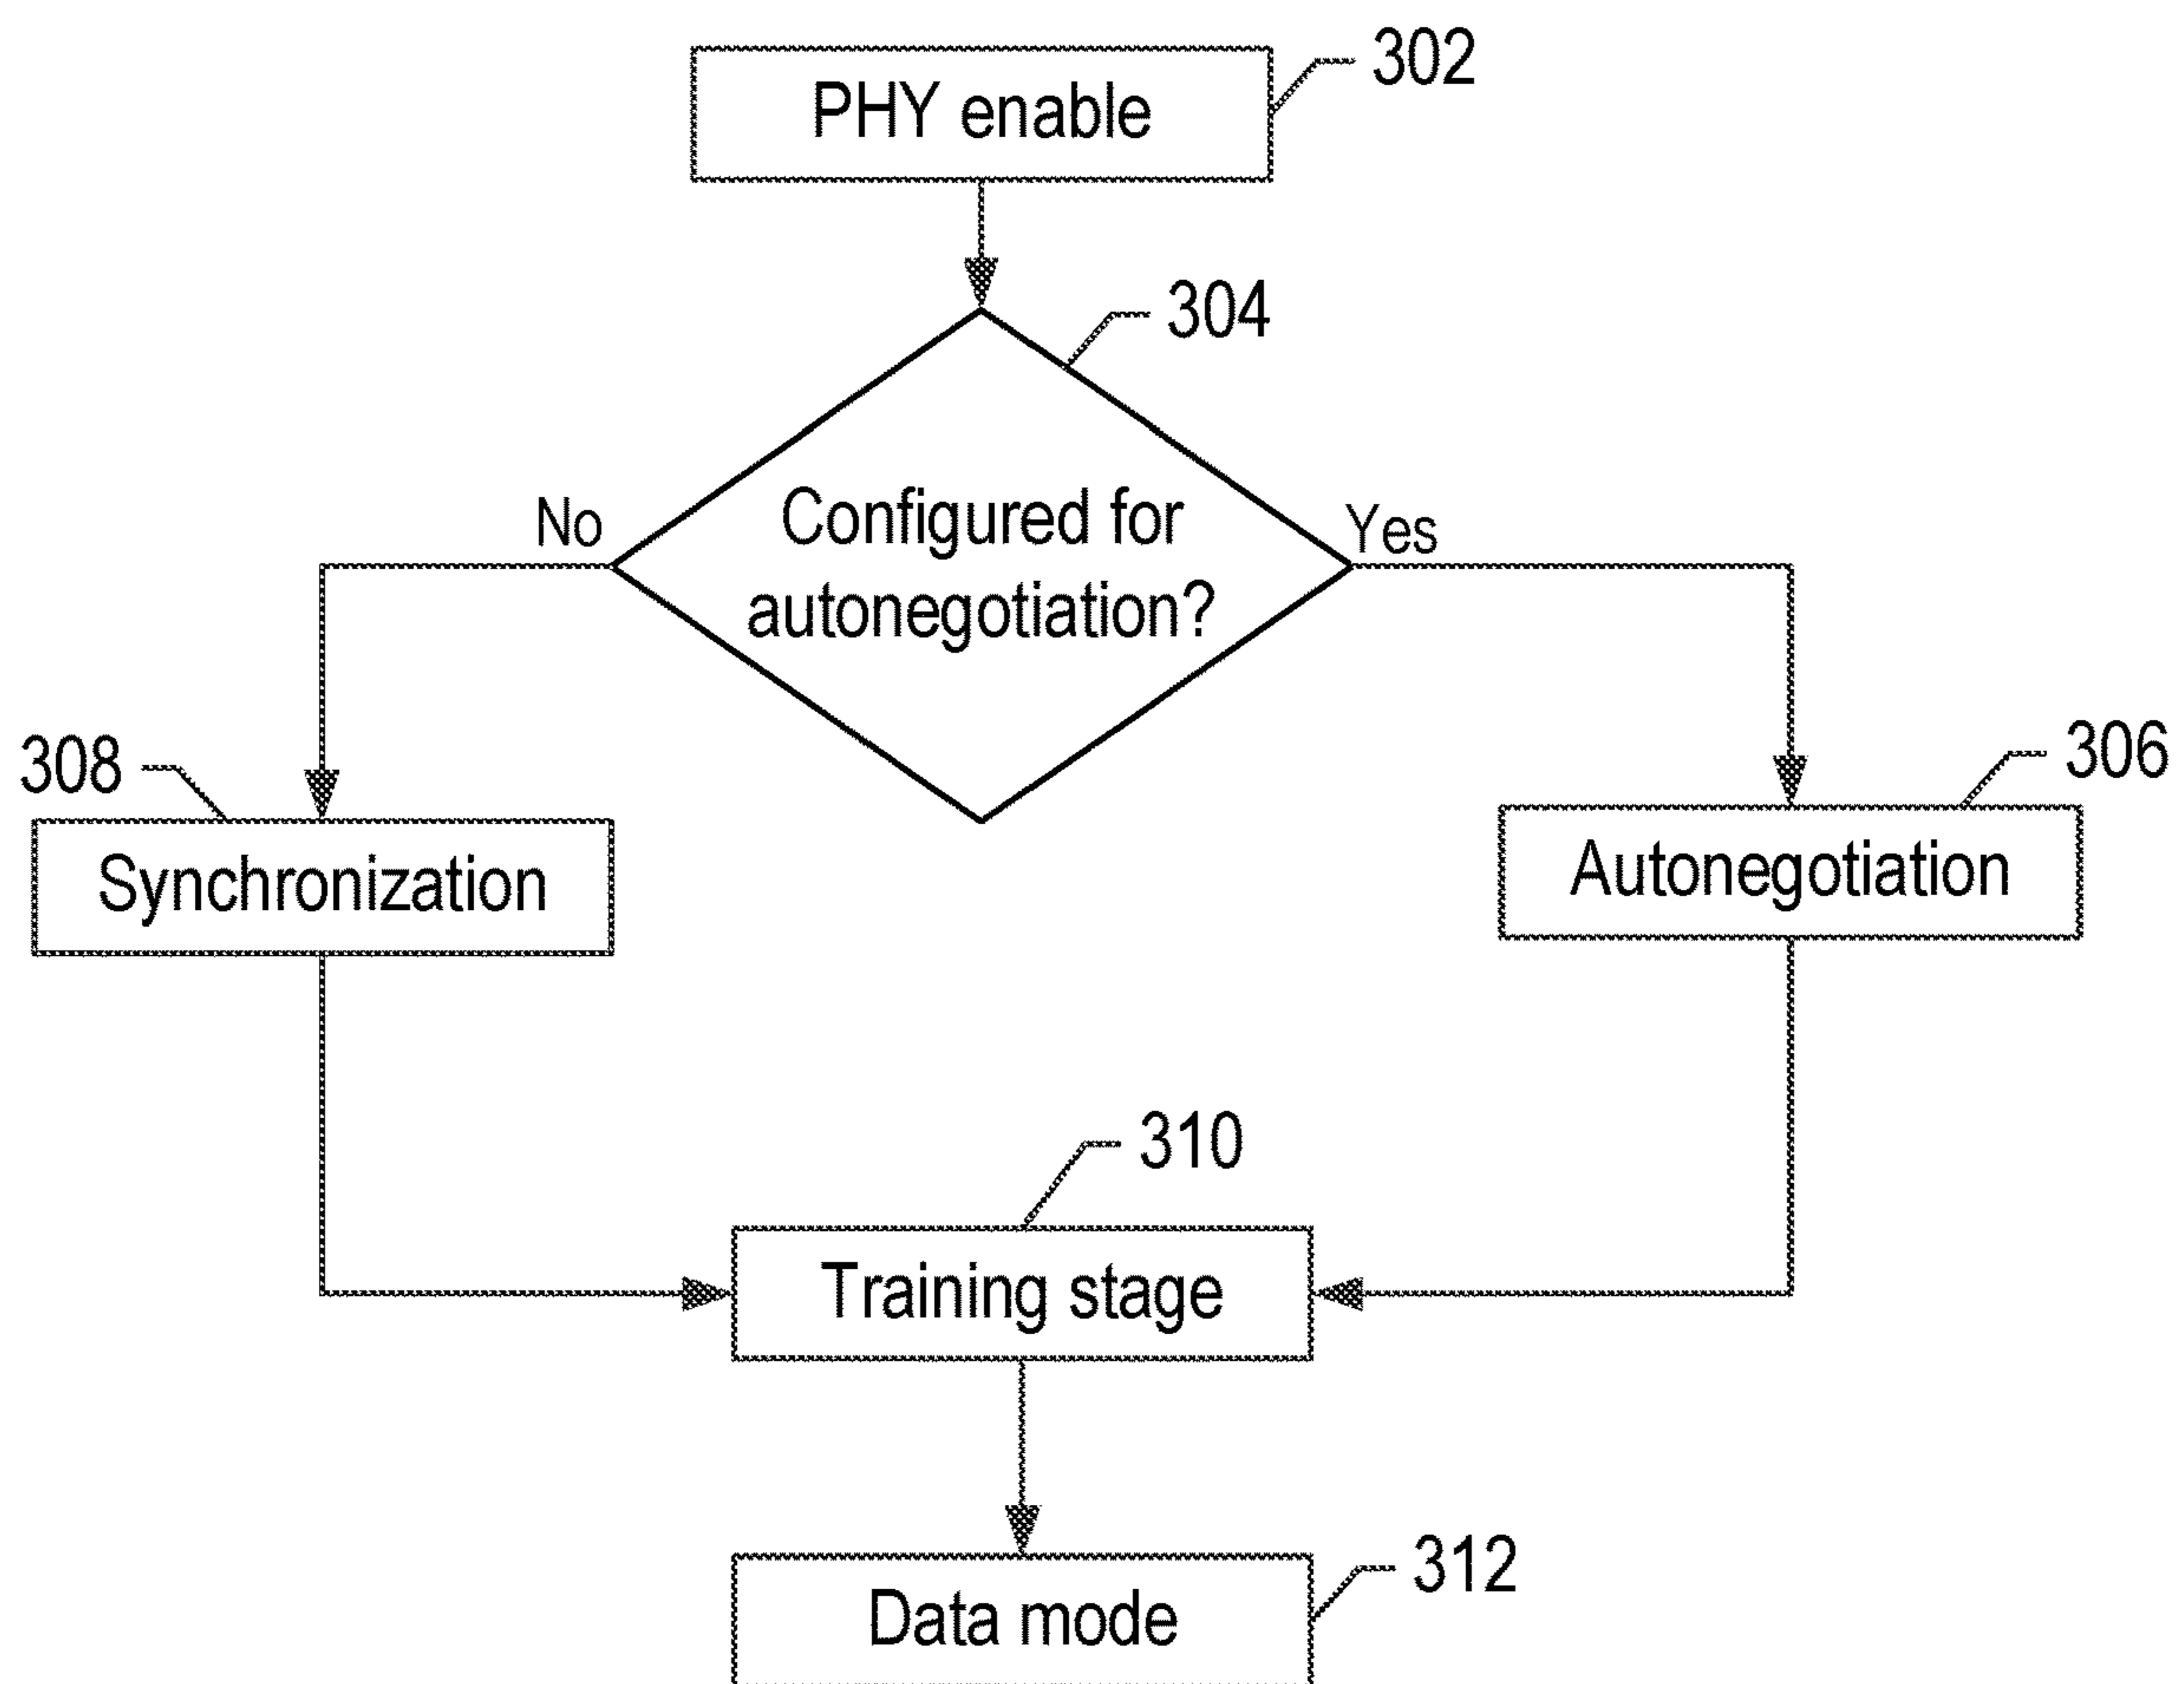 PHY enable
302
304
No
Configured for
autonegotiation?
Yes
308
Synchronization
306
Autonegotiation
310
Training stage
312
Data mode